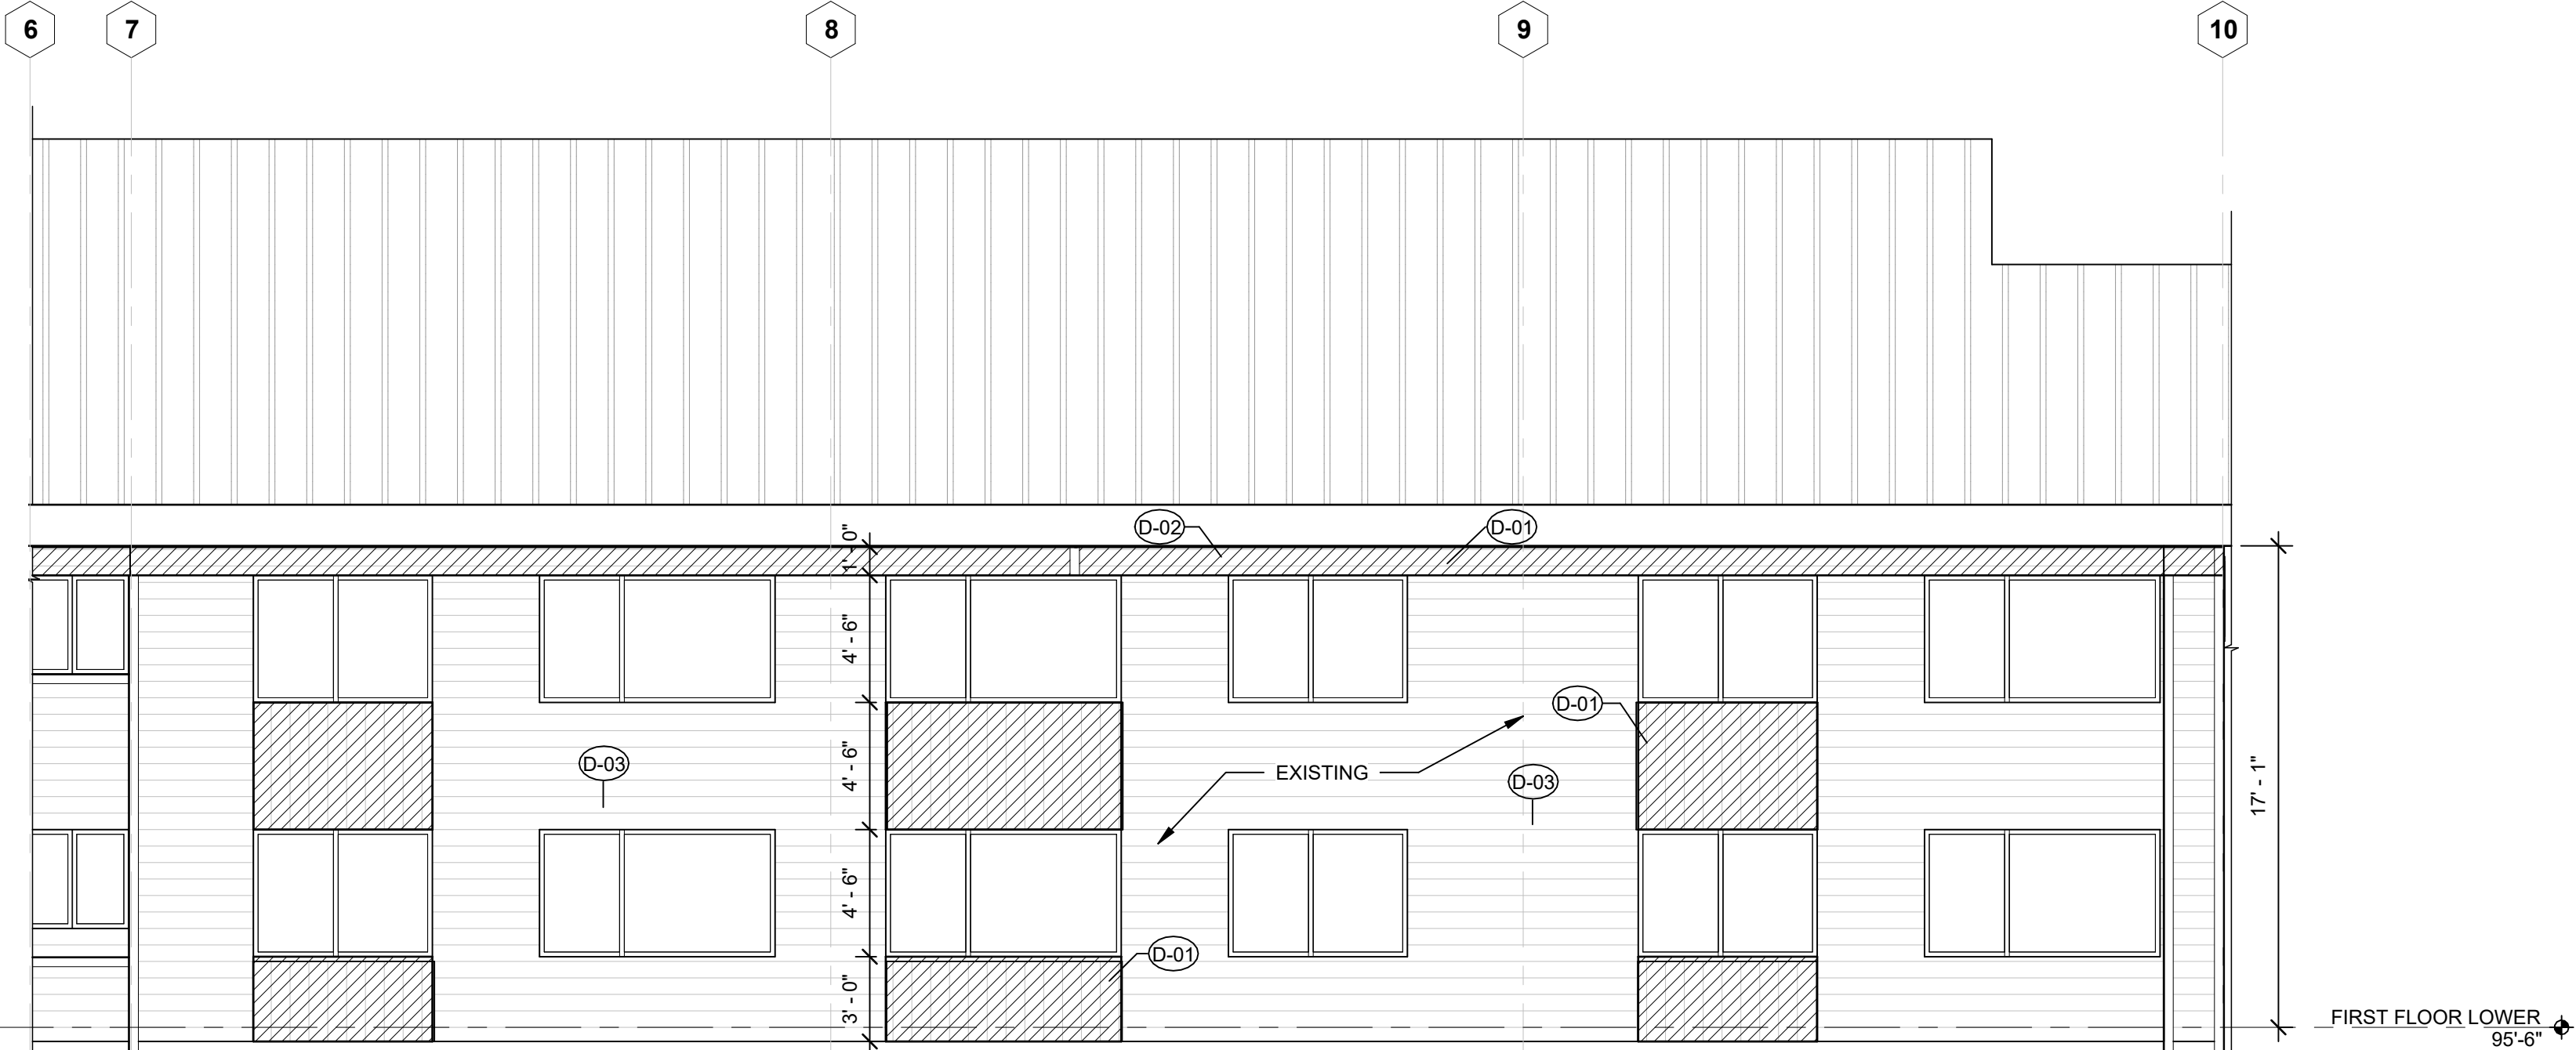 6
7
8
9
10
D-02
D-01
1' - 0"
4' - 6"
D-01
4' - 6"
D-03
EXISTING
D-03
17' - 1"
4' - 6"
D-01
3' - 0"
FIRST FLOOR LOWER
95'-6"